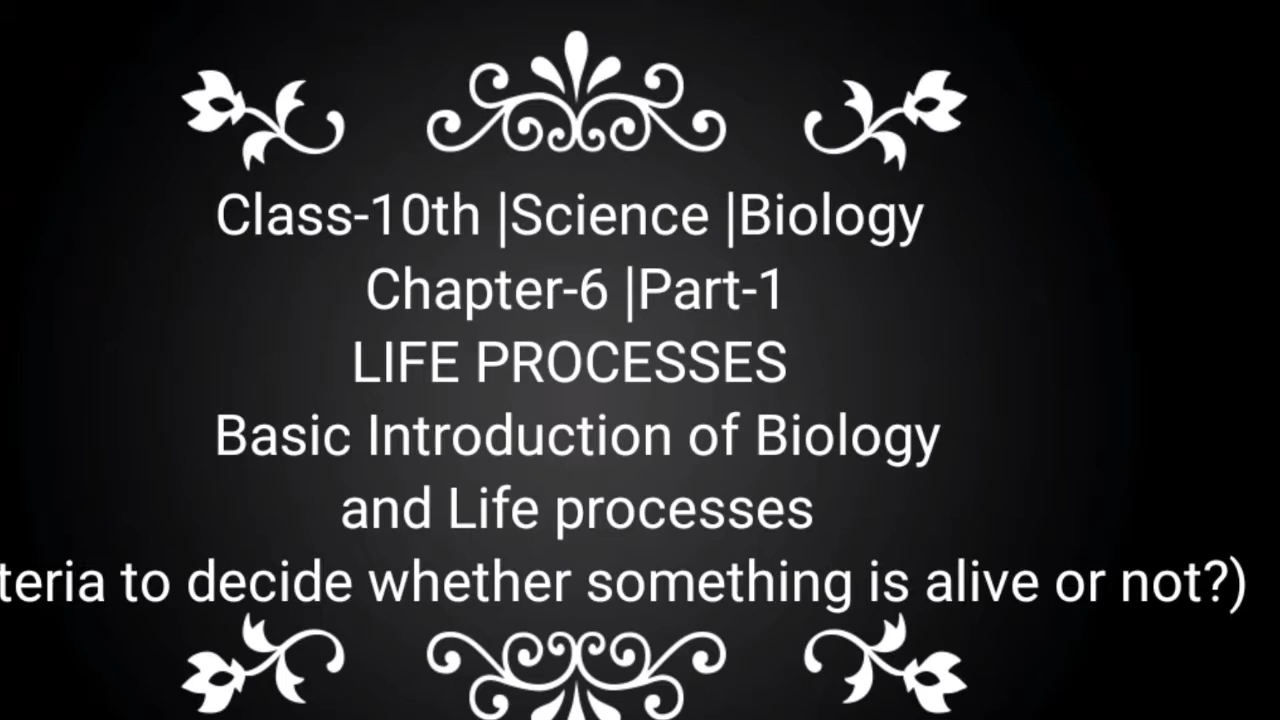 Class-10th |Science |Biology
Chapter-6 |Part-1
LIFE PROCESSES
Basic Introduction of Biology
and Life processes
teria to decide whether something is alive or not?)